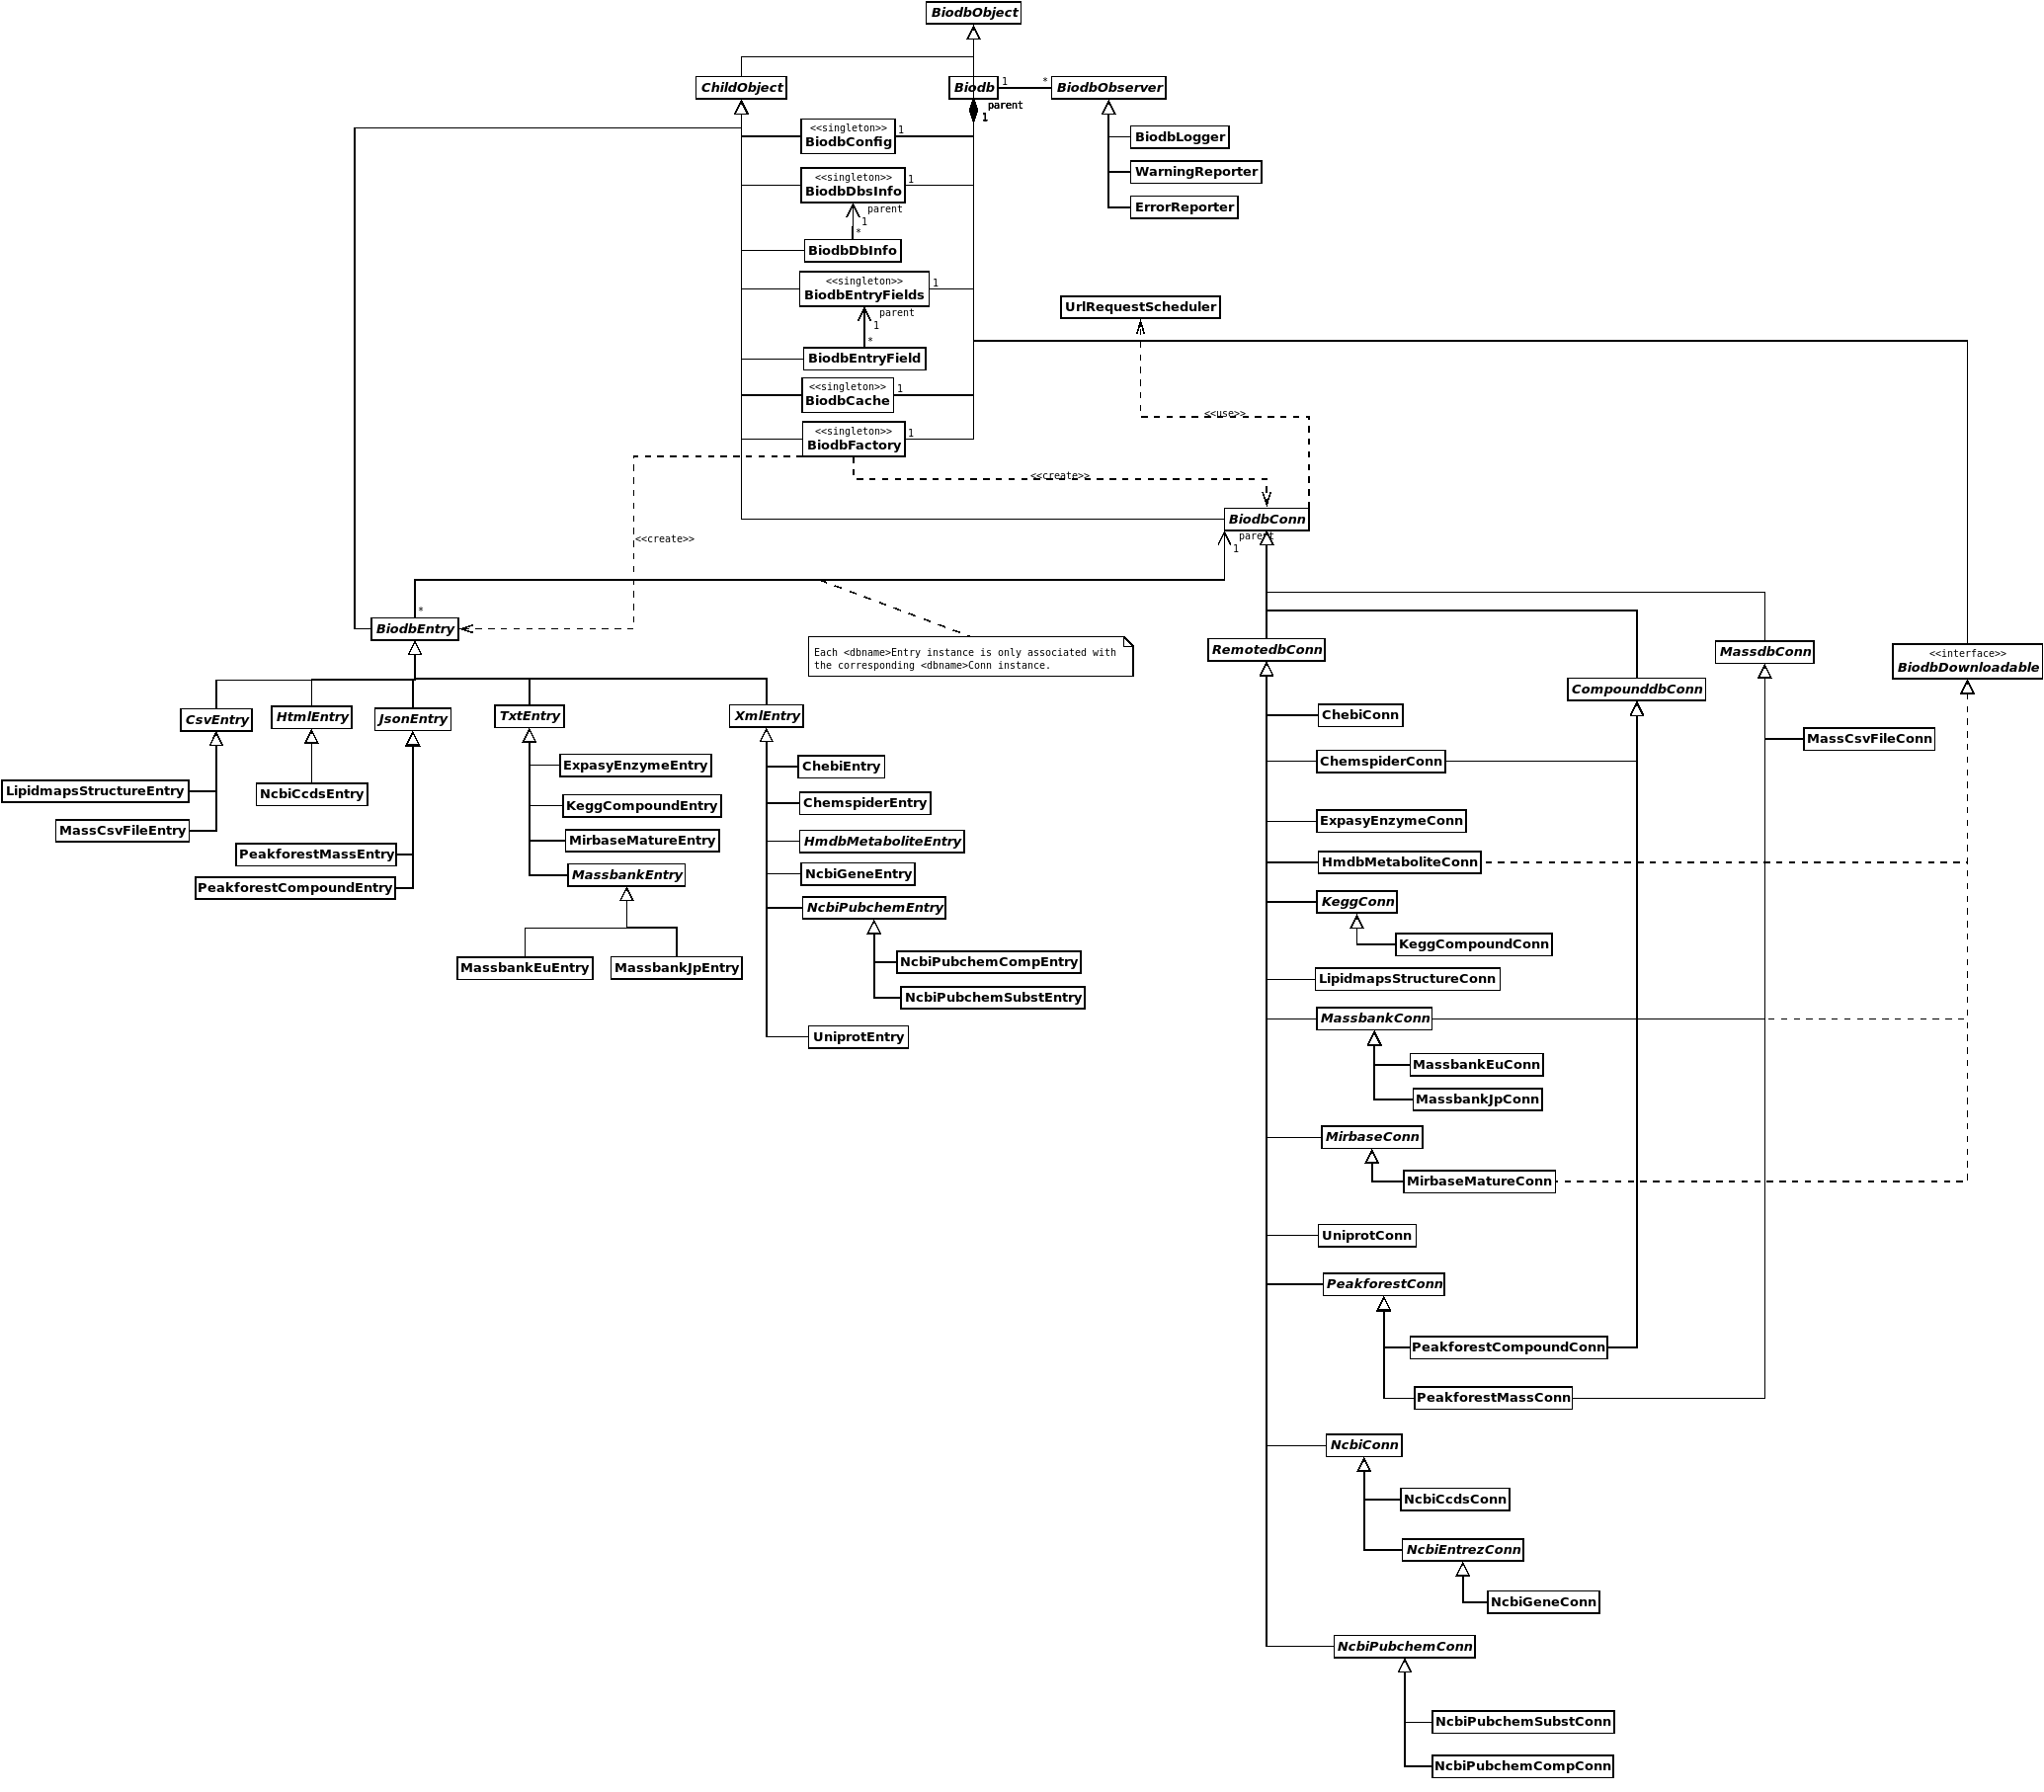 BiodbObject
ChildObject
Biodb
1
*
BiodbObserver
parent
1
<<singleton>>
BiodbConfig
1
BiodbLogger
WarningReporter
ErrorReporter
<<singleton>>
BiodbDbsInfo
1
parent
1
*
BiodbDbInfo
<<singleton>>
BiodbEntryFields
1
parent
1
*
BiodbEntryField
UrlRequestScheduler
<<singleton>>
BiodbCache
1
<<use>>
<<singleton>>
BiodbFactory
1
<<create>>
BiodbConn
parent
1
<<create>>
*
BiodbEntry
Each <dbname>Entry instance is only associated with
the corresponding <dbname>Conn instance.
RemotedbConn
MassdbConn
<<interface>>
BiodbDownloadable
CompounddbConn
CsvEntry
HtmlEntry
JsonEntry
TxtEntry
XmlEntry
LipidmapsStructureEntry
MassCsvFileEntry
NcbiCcdsEntry
PeakforestMassEntry
PeakforestCompoundEntry
ExpasyEnzymeEntry
KeggCompoundEntry
MirbaseMatureEntry
MassbankEntry
MassbankEuEntry
MassbankJpEntry
ChebiEntry
ChemspiderEntry
HmdbMetaboliteEntry
NcbiGeneEntry
NcbiPubchemEntry
NcbiPubchemCompEntry
NcbiPubchemSubstEntry
UniprotEntry
ChebiConn
MassCsvFileConn
ChemspiderConn
ExpasyEnzymeConn
HmdbMetaboliteConn
KeggConn
KeggCompoundConn
LipidmapsStructureConn
MassbankConn
MassbankEuConn
MassbankJpConn
MirbaseConn
MirbaseMatureConn
UniprotConn
PeakforestConn
PeakforestCompoundConn
PeakforestMassConn
NcbiConn
NcbiCcdsConn
NcbiEntrezConn
NcbiGeneConn
NcbiPubchemConn
NcbiPubchemSubstConn
NcbiPubchemCompConn